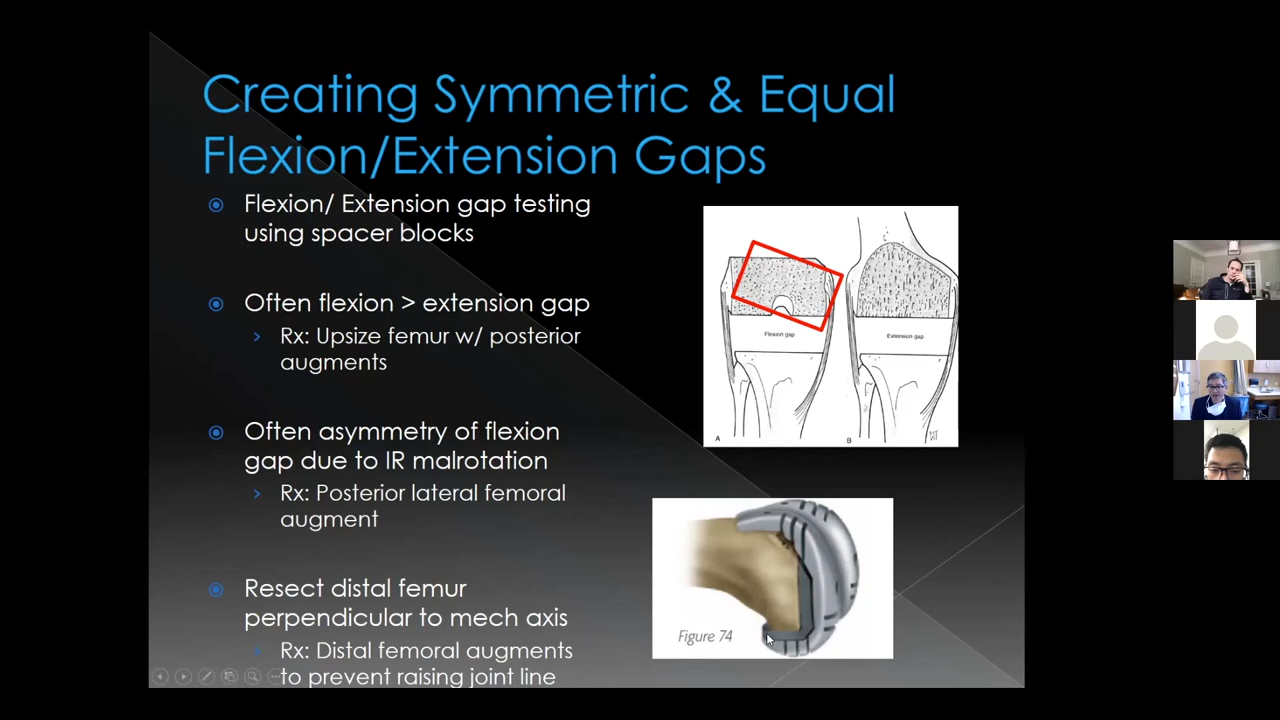 Creating Symmetric & Equal
Flexion/Extension Gaps
Flexion/ Extension gap testing
using spacer blocks
Often flexion > extension gap
Rx: Upsize femur w/ posterior
augments
Often asymmetry of flexion
gap due to IR malrotation
Rx: Posterior lateral femoral
augment
Resect distal femur
perpendicular to mech axis
Rx: Distal femoral augments
to prevent raising joint line
Flexion gap
Extension gap
A
B
Figure 74